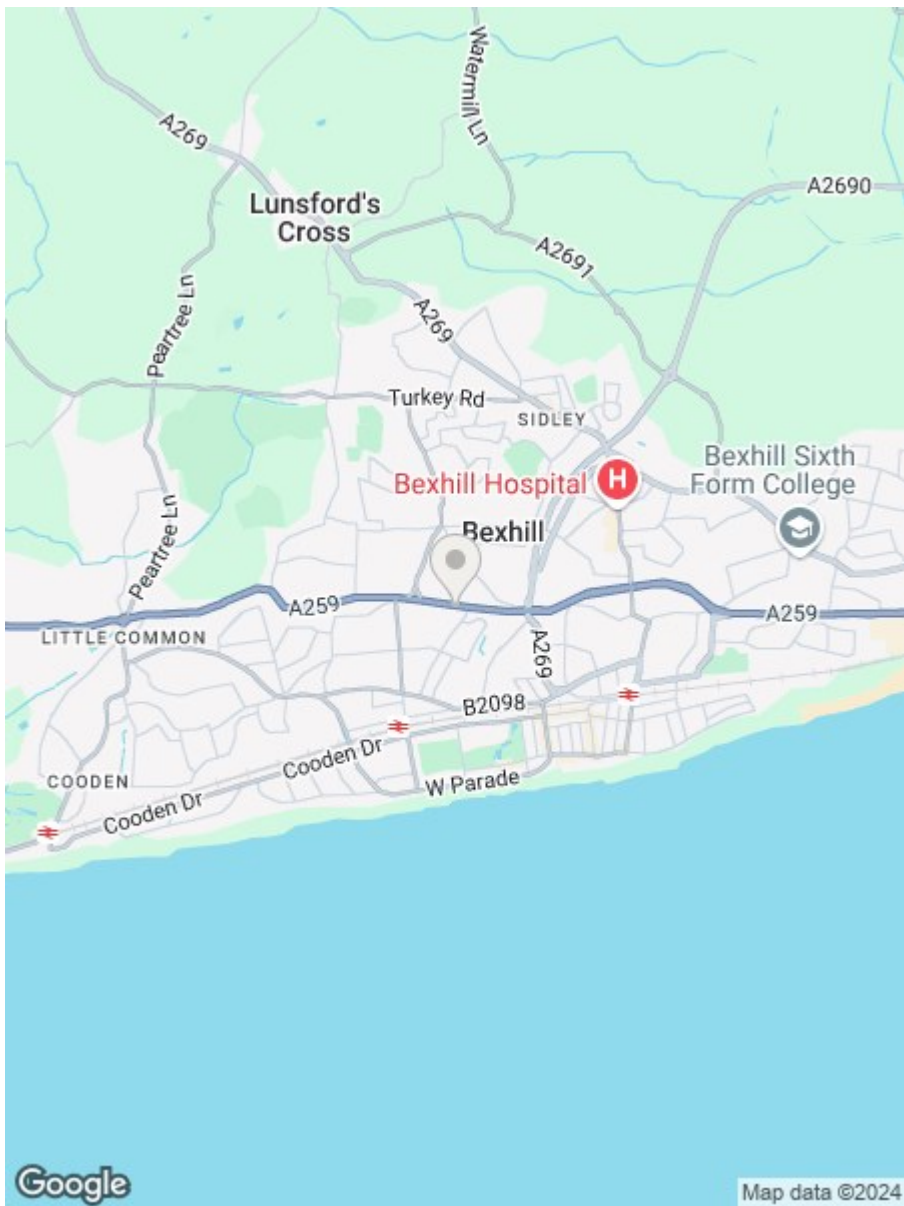 Watermill Ln
A269
A2690
Lunsford's
Cross
A2691
Peartree Ln
A269
Turkey Rd
SIDLEY
Bexhill Sixth
Form College
Bexhill Hospital
H
Peartree Ln
Bexhill
A259
A259
LITTLE COMMON
A269
B2098
Cooden Dr
COODEN
W Parade
Cooden Dr
Google
Map data ©2024